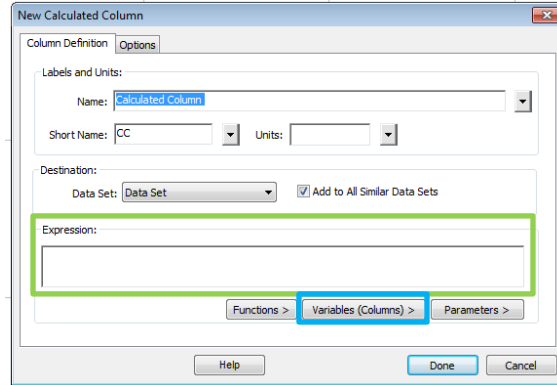 New Calculated Column
Column Definition Options
Labels and Units:
Name: Calculated Column
Short Name: CC Units:
Destination:
Data Set: Data Set Add to All Similar Data Sets
Expression:
Functions > Variables (Columns) > Parameters >
Help Done Cancel